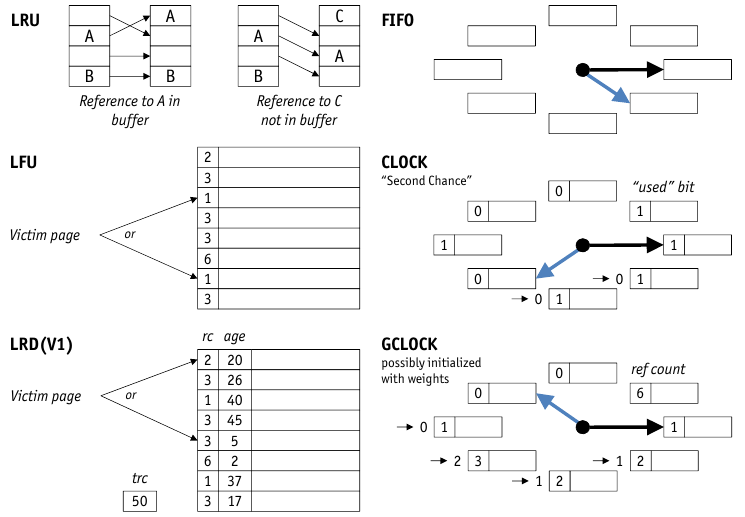 LRU
A
B
A
B
Reference to A in
buffer
A
B
C
A
Reference to C
not in buffer
FIFO
LFU
Victim page
or
2
3
1
3
3
6
1
3
CLOCK
"Second Chance"
"used" bit
0
0
1
1
1
0
→ 0 1
→ 0 1
LRD(V1)
Victim page
or
rc age
2 20
3 26
1 40
3 45
3 5
6 2
1 37
3 17
trc
50
GCLOCK
possibly initialized
with weights
ref count
0
0
6
→ 0 1
1
→ 2 3
→ 1 2
→ 1 2